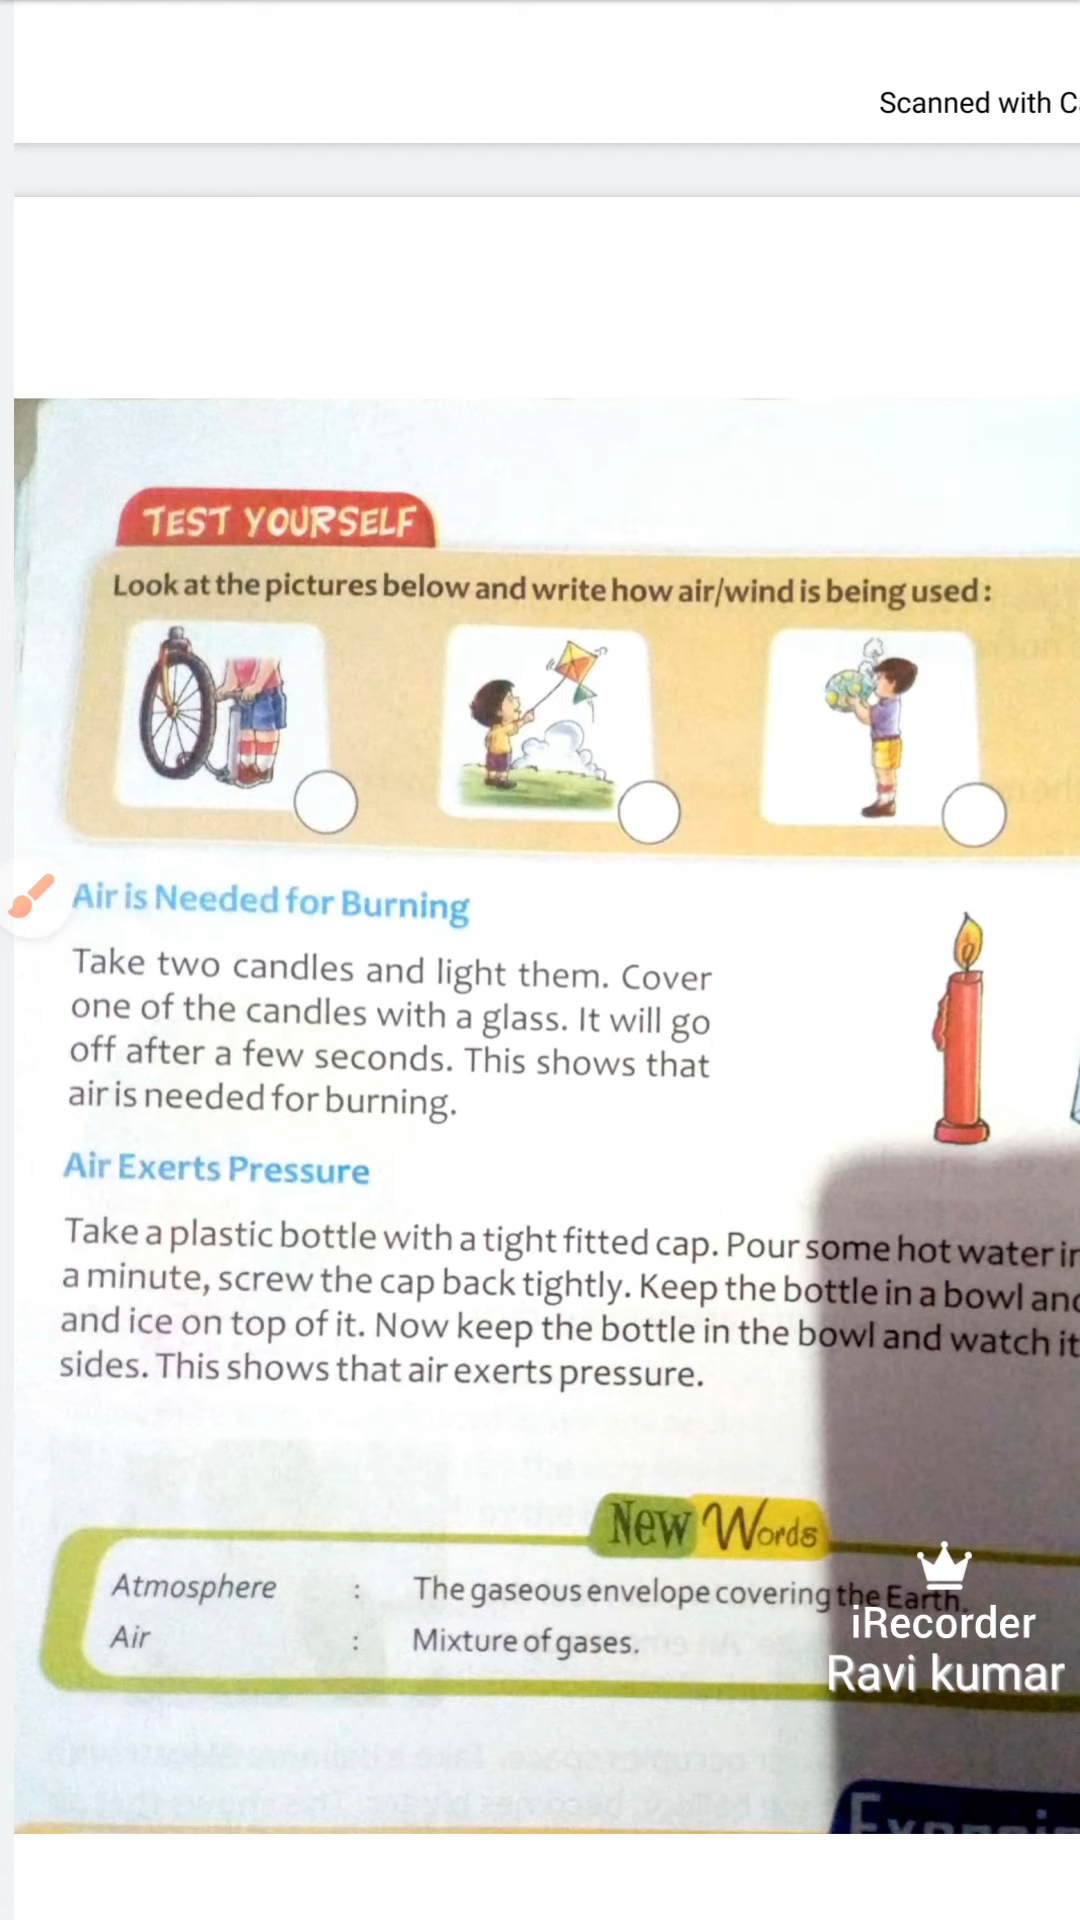 Scanned with
TEST YOURSELF
Look at the pictures below and write how air/wind is being used :
Air is Needed for Burning
Take two candles and light them. Cover
one of the candles with a glass. It will go
off after a few seconds. This shows that
air is needed for burning.
Air Exerts Pressure
Take a plastic bottle with a tight fitted cap. Pour some hot water
a minute, screw the cap back tightly. Keep the bottle in a bowl
and ice on top of it. Now keep the bottle in the bowl and watch it
sides. This shows that air exerts pressure.
New Words
Atmosphere : The gaseous envelope covering the Earth.
Air : Mixture of gases.
iRecorder
Ravi kumar